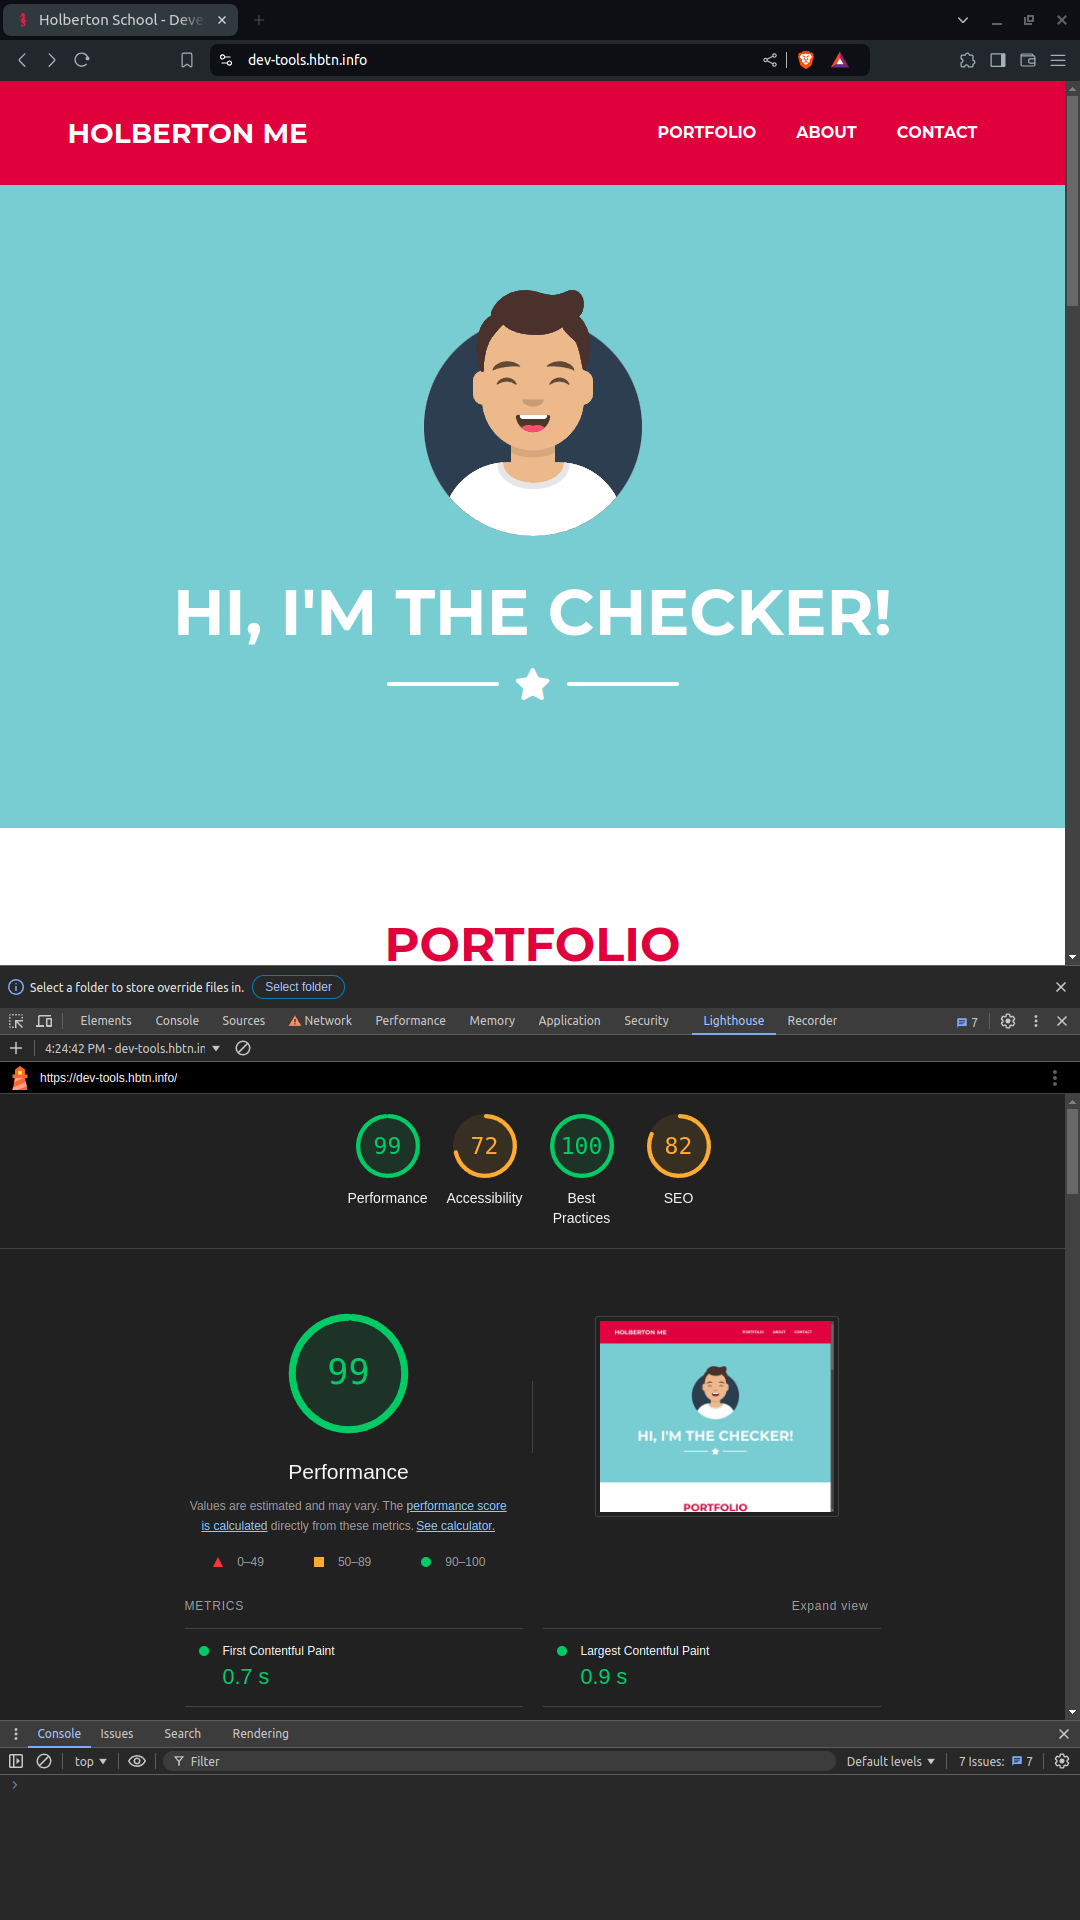 Holberton School - Deve
dev-tools.hbtn.info
HOLBERTON ME
PORTFOLIO ABOUT CONTACT
HI, I'M THE CHECKER!
PORTFOLIO
Select a folder to store override files in. Select folder
Elements Console Sources Network Performance Memory Application Security Lighthouse Recorder 7
4:24:42 PM - dev-tools.hbtn.in
https://dev-tools.hbtn.info/
99 72 100 82
Performance Accessibility Best Practices SEO
99
HOLBERTON ME PORTFOLIO ABOUT CONTACT
HI, I'M THE CHECKER!
PORTFOLIO
Performance
Values are estimated and may vary. The performance score
is calculated directly from these metrics. See calculator.
0–49 50–89 90–100
METRICS Expand view
First Contentful Paint Largest Contentful Paint
0.7 s 0.9 s
Console Issues Search Rendering
top Filter Default levels 7 Issues: 7